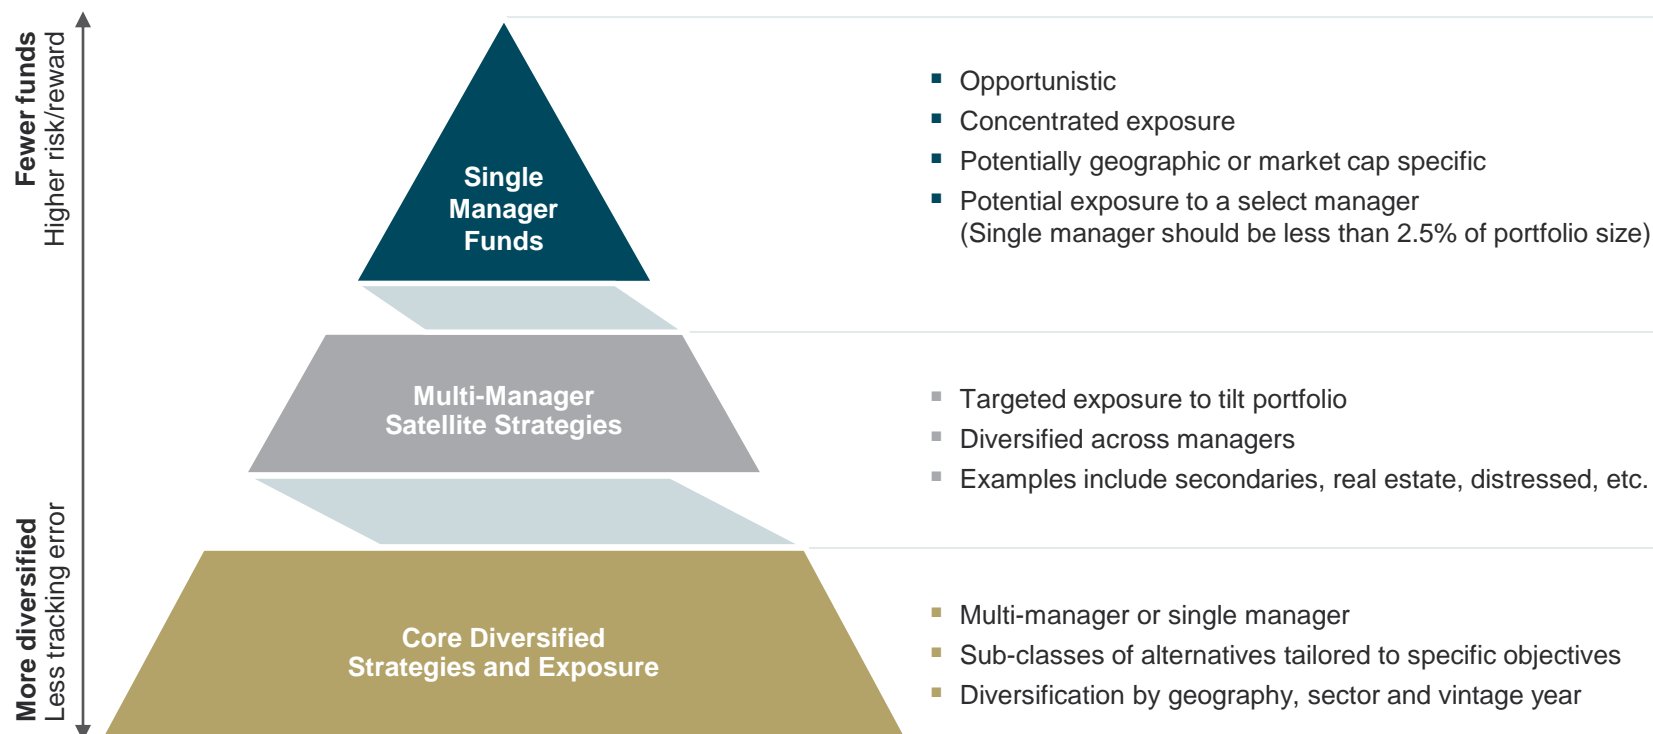 Fewer funds
Higher risk/reward
Single
Manager
Funds
Opportunistic
Concentrated exposure
Potentially geographic or market cap specific
Potential exposure to a select manager
(Single manager should be less than 2.5% of portfolio size)
Multi-Manager
Satellite Strategies
Targeted exposure to tilt portfolio
Diversified across managers
Examples include secondaries, real estate, distressed, etc.
More diversified
Less tracking error
Core Diversified
Strategies and Exposure
Multi-manager or single manager
Sub-classes of alternatives tailored to specific objectives
Diversification by geography, sector and vintage year